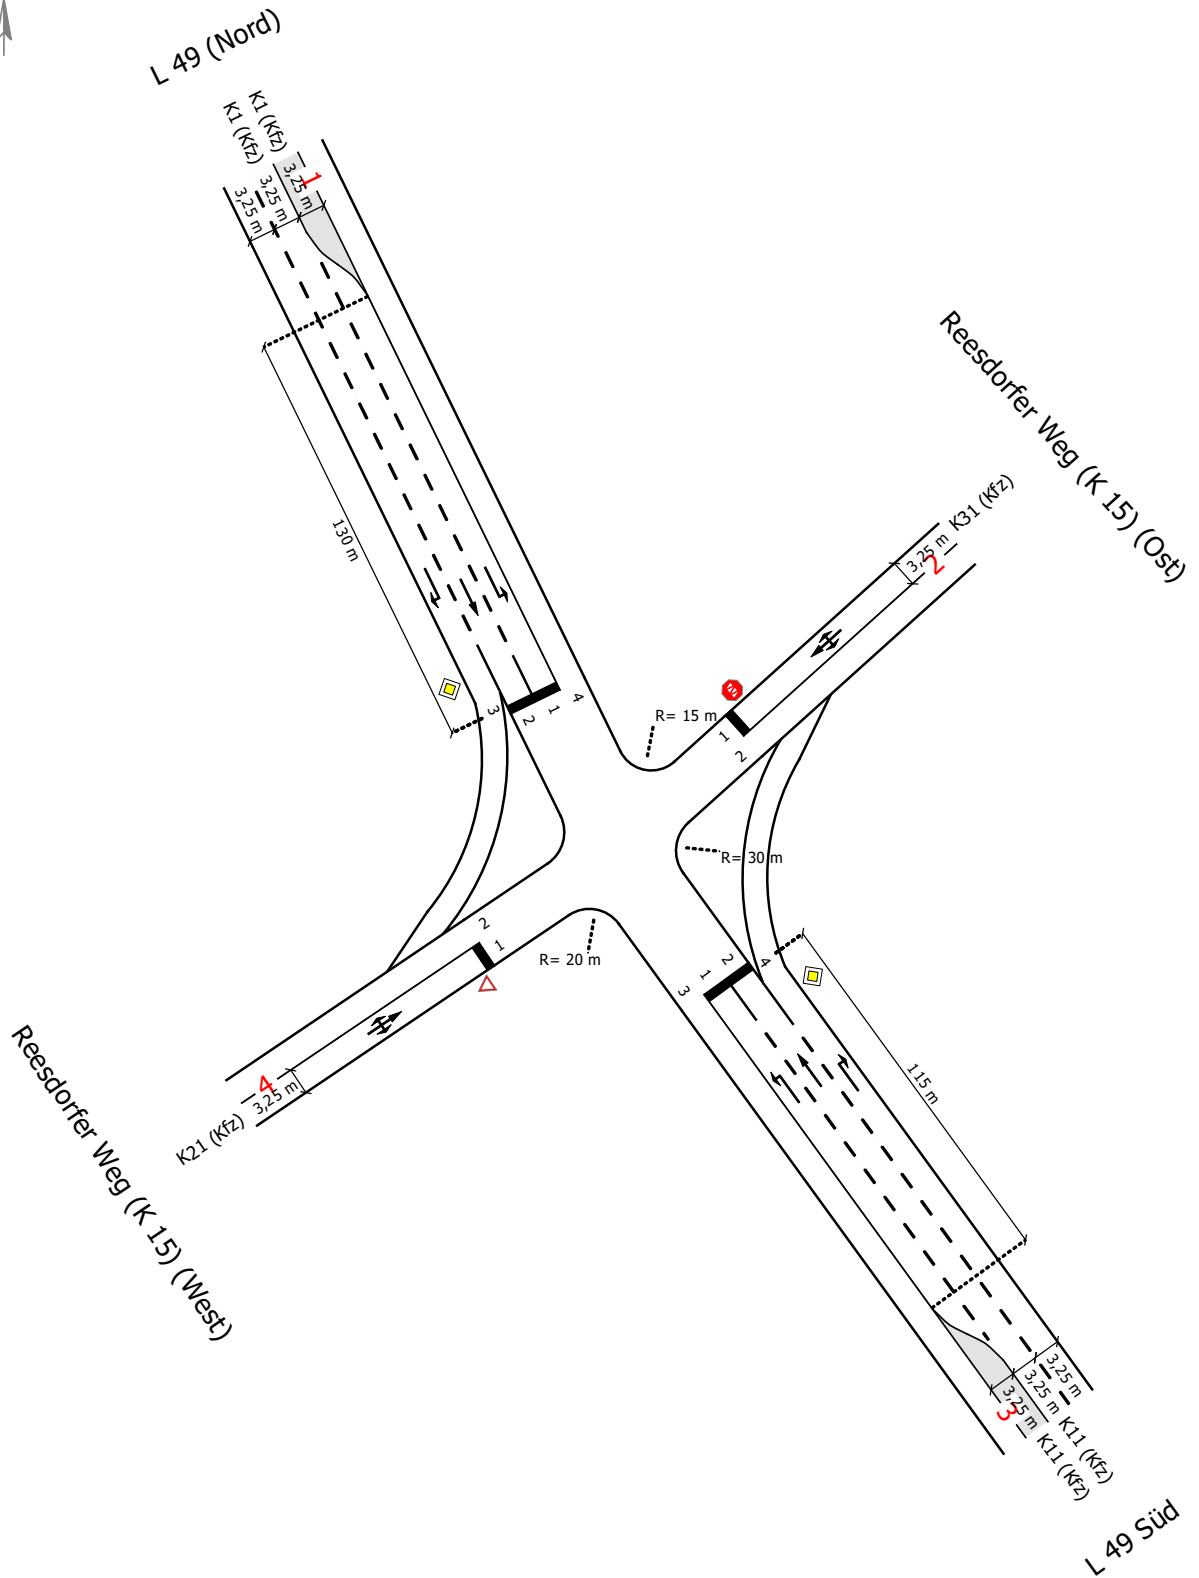 L 49 (Nord)
K1 (Kfz)
K1 (Kfz)
3,25 m
3,25 m
3,25 m
1
130 m
Reesdorfer Weg (K 15) (Ost)
K31 (Kfz)
3,25 m
2
3
2
1
4
R= 15 m
1
2
R= 30 m
2
1
R= 20 m
1
2
4
3
115 m
Reesdorfer Weg (K 15) (West)
4
3,25 m
K21 (Kfz)
3,25 m
3,25 m
3,25 m
3
K11 (Kfz)
K11 (Kfz)
L 49 Süd